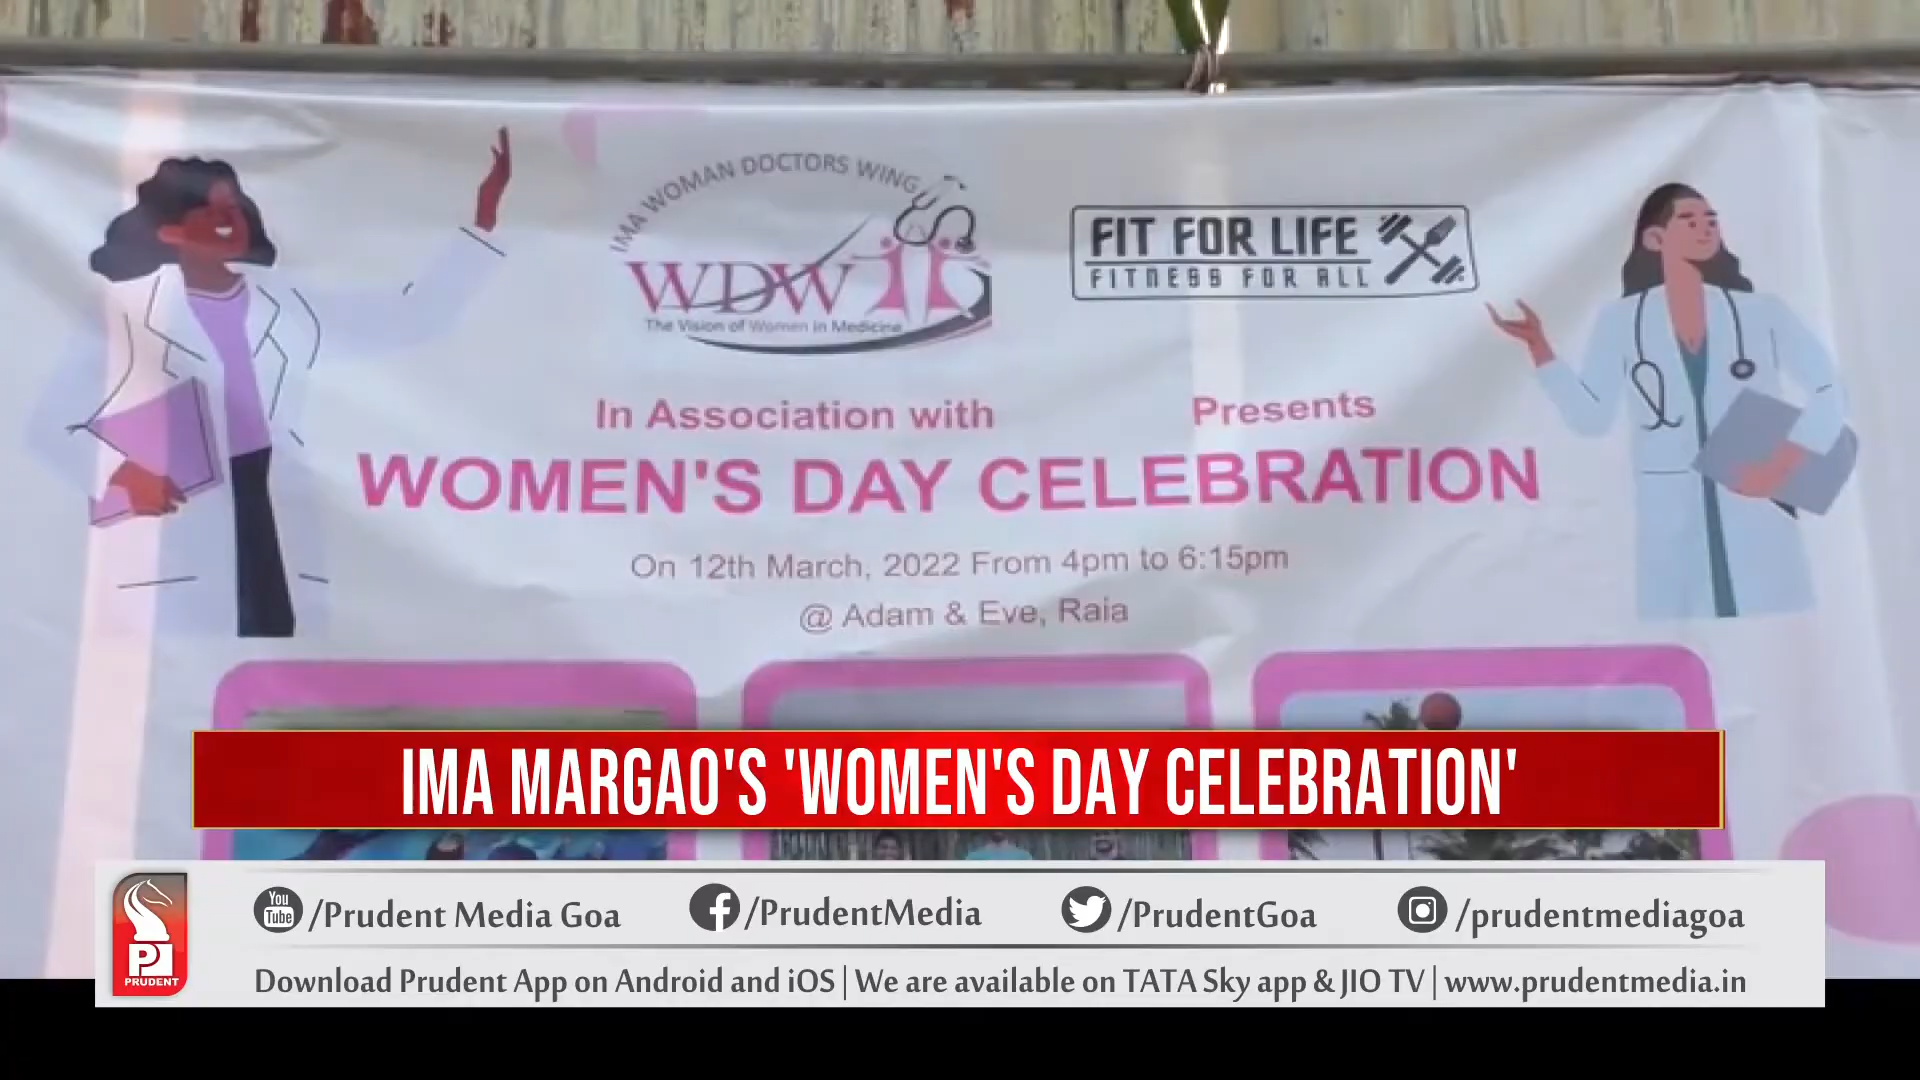 IMA WOMAN DOCTORS WING
WDW
The Vision of Women in Medicine
FIT FOR LIFE
FITNESS FOR ALL
In Association with Presents
WOMEN'S DAY CELEBRATION
On 12th March, 2022 From 4pm to 6:15pm
@ Adam & Eve, Raia
IMA MARGAO'S 'WOMEN'S DAY CELEBRATION'
You Tube /Prudent Media Goa /PrudentMedia /PrudentGoa /prudentmediagoa
PRUDENT
Download Prudent App on Android and iOS | We are available on TATA Sky app & JIO TV | www.prudentmedia.in